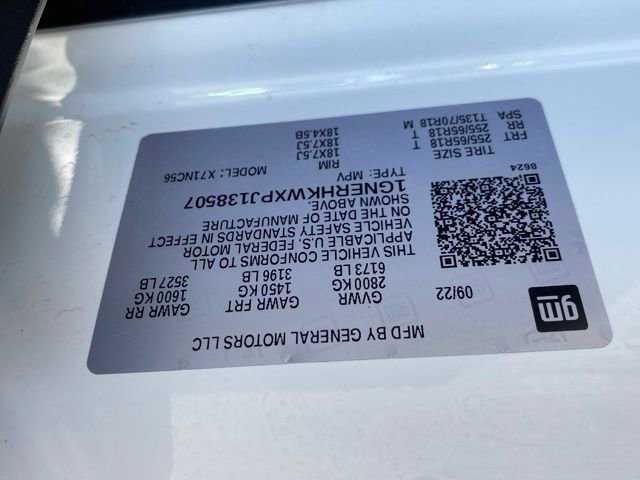 MFD BY GENERAL MOTORS LLC
gm
09/22
GVWR GAWR FRT GAWR RR
2800 KG 1450 KG 1600 KG
6173 LB 3196 LB 3527 LB
THIS VEHICLE CONFORMS TO ALL
APPLICABLE U.S. FEDERAL MOTOR
VEHICLE SAFETY STANDARDS IN EFFECT
ON THE DATE OF MANUFACTURE
SHOWN ABOVE.
1GNERHKWXPJ138507
TYPE: MPV MODEL: X71NC56
8624
TIRE SIZE RIM
FRT 255/65R18 T 18X7.5J
RR 255/65R18 T 18X7.5J
SPA T135/70R18 M 18X4.5B